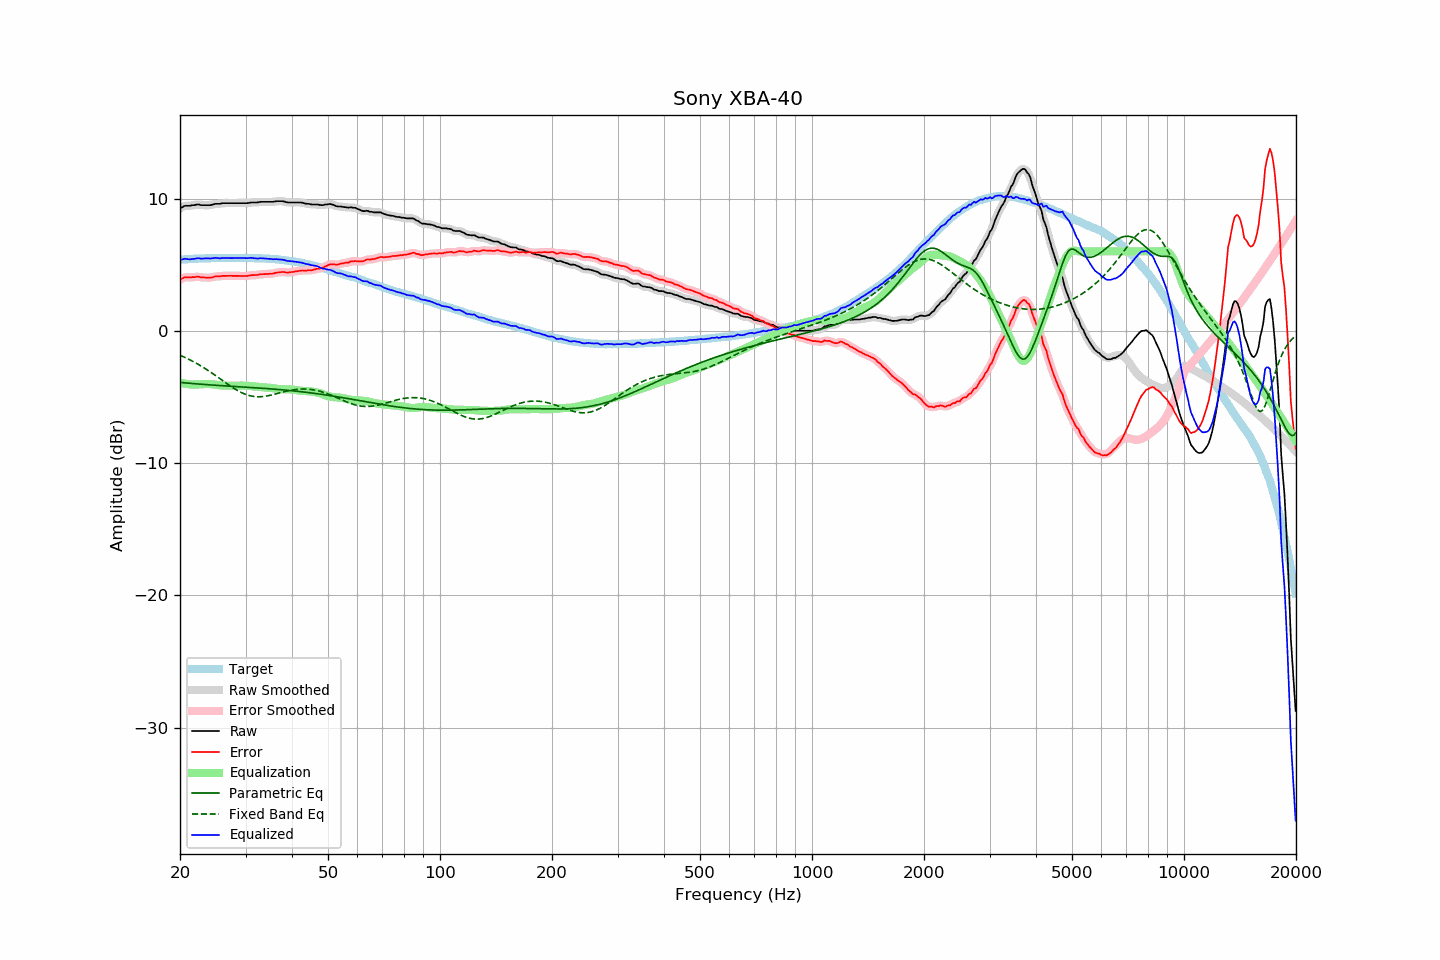 Sony XBA-40
Amplitude (dBr)
10
0
−10
−20
−30
Target
Raw Smoothed
Error Smoothed
Raw
Error
Equalization
Parametric Eq
Fixed Band Eq
Equalized
20 50 100 200 500 1000 2000 5000 10000 20000
Frequency (Hz)